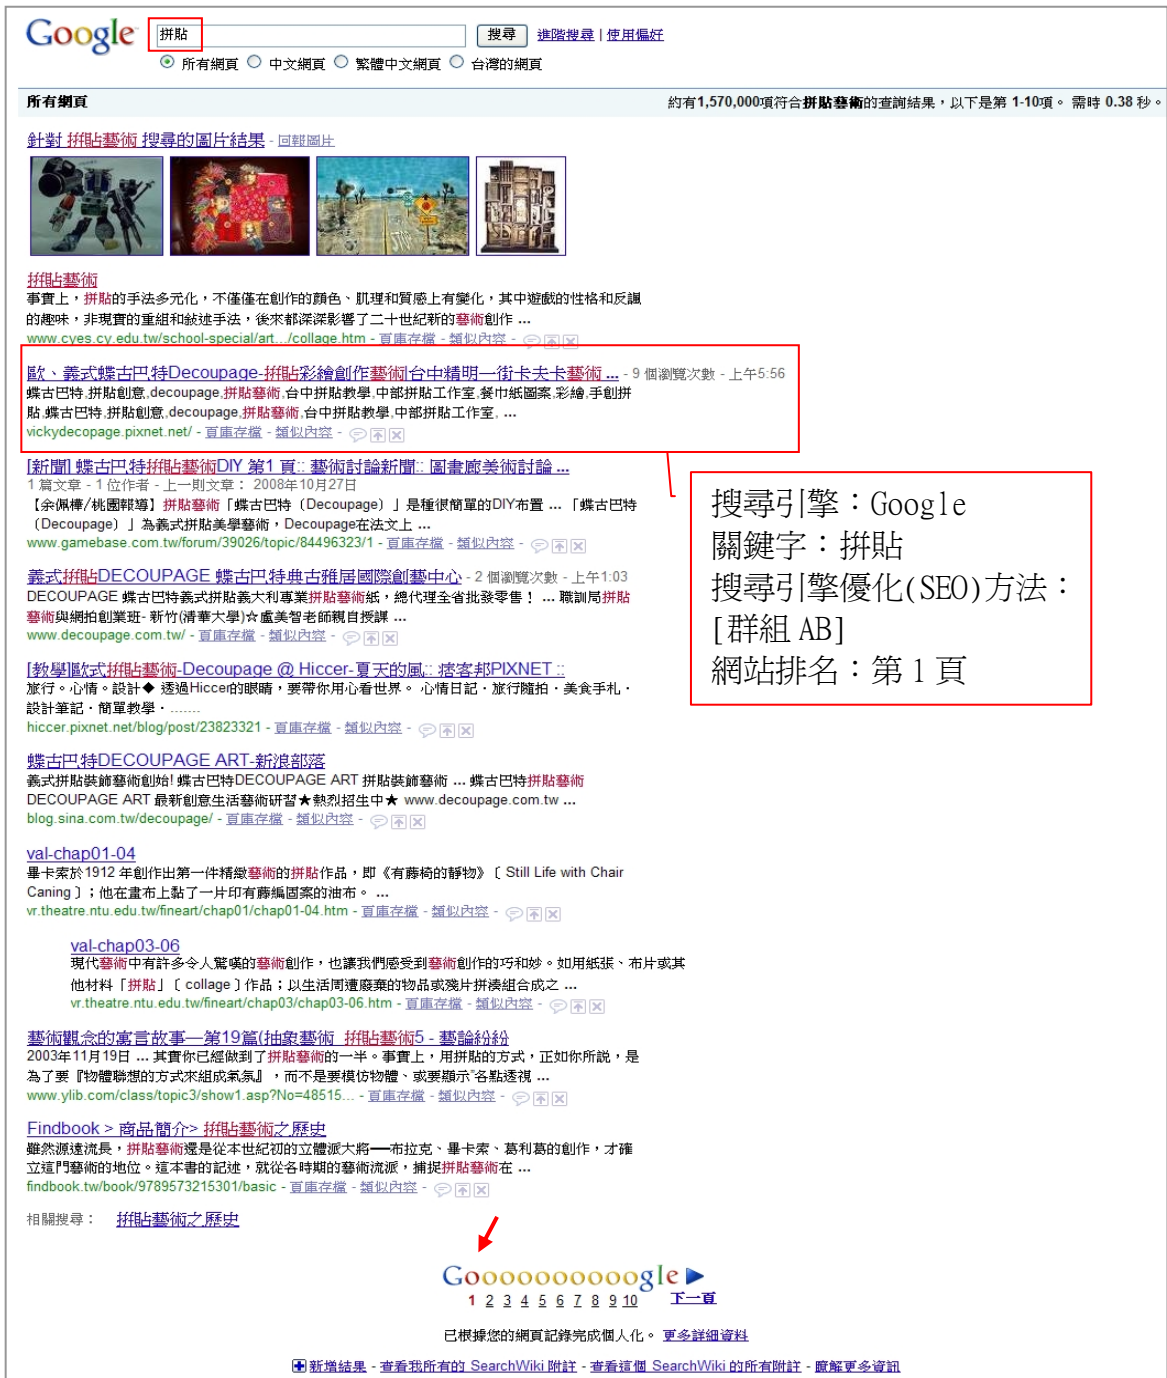 Google 拼貼 搜尋 進階搜尋 | 使用偏好
所有網頁 中文網頁 繁體中文網頁 台灣的網頁
所有網頁 約有1,570,000項符合拼貼藝術的查詢結果，以下是第 1-10項。 需時 0.38 秒。
針對 拼貼藝術 搜尋的圖片結果 - 回報圖片
拼貼藝術
事實上，拼貼的手法多元化，不僅僅在創作的顏色、肌理和質感上有變化，其中遊戲的性格和反諷
的趣味，非現實的重組和敍述手法，後來都深深影響了二十世紀新的藝術創作 ...
www.cyes.cy.edu.tw/school-special/art.../collage.htm - 頁庫存檔 - 類似內容 -
歐、義式蝶古巴特Decoupage-拼貼彩繪創作藝術|台中精明一街卡夫卡藝術 ... - 9 個瀏覽次數 - 上午5:56
蝶古巴特,拼貼創意,decoupage,拼貼藝術,台中拼貼教學,中部拼貼工作室,餐巾紙圖案,彩繪,手創拼
貼,蝶古巴特,拼貼創意,decoupage,拼貼藝術,台中拼貼教學,中部拼貼工作室, ...
vickydecopage.pixnet.net/ - 頁庫存檔 - 類似內容 -
[新聞] 蝶古巴特拼貼藝術DIY 第1 頁:: 藝術討論新聞:: 圖畫廊美術討論 ...
1 篇文章 - 1 位作者 - 上一則文章： 2008年10月27日
【余佩樺/桃園報導】拼貼藝術「蝶古巴特〔Decoupage〕」是種很簡單的DIY布置 ... 「蝶古巴特
〔Decoupage〕」為義式拼貼美學藝術，Decoupage在法文上 ...
www.gamebase.com.tw/forum/39026/topic/84496323/1 - 頁庫存檔 - 類似內容 -
義式拼貼DECOUPAGE 蝶古巴特典古雅居國際創藝中心 - 2 個瀏覽次數 - 上午1:03
DECOUPAGE 蝶古巴特義式拼貼義大利專業拼貼藝術紙，總代理全省批發零售！ ... 職訓局拼貼
藝術與網拍創業班- 新竹(清華大學)☆盧美智老師親自授課 ...
www.decoupage.com.tw/ - 頁庫存檔 - 類似內容 -
[教學]歐式拼貼藝術-Decoupage @ Hiccer-夏天的風:: 痞客邦PIXNET ::
旅行。心情。設計◆ 透過Hiccer的眼睛，要帶你用心看世界。 心情日記‧旅行隨拍‧美食手札‧
設計筆記‧簡單教學‧.......
hiccer.pixnet.net/blog/post/23823321 - 頁庫存檔 - 類似內容 -
蝶古巴特DECOUPAGE ART-新浪部落
義式拼貼裝飾藝術創始! 蝶古巴特DECOUPAGE ART 拼貼裝飾藝術 ... 蝶古巴特拼貼藝術
DECOUPAGE ART 最新創意生活藝術研習★熱烈招生中★ www.decoupage.com.tw ...
blog.sina.com.tw/decoupage/ - 頁庫存檔 - 類似內容 -
val-chap01-04
畢卡索於1912 年創作出第一件精緻藝術的拼貼作品，即《有藤椅的靜物》〔 Still Life with Chair
Caning 〕；他在畫布上黏了一片印有藤編圖案的油布。 ...
vr.theatre.ntu.edu.tw/fineart/chap01/chap01-04.htm - 頁庫存檔 - 類似內容 -
val-chap03-06
現代藝術中有許多令人驚嘆的藝術創作，也讓我們感受到藝術創作的巧和妙。如用紙張、布片或其
他材料「拼貼」〔 collage 〕作品；以生活周遭廢棄的物品或殘片拼湊組合成之 ...
vr.theatre.ntu.edu.tw/fineart/chap03/chap03-06.htm - 頁庫存檔 - 類似內容 -
藝術觀念的寓言故事—第19篇(抽象藝術_拼貼藝術5 - 藝論紛紛
2003年11月19日 ... 其實你已經做到了拼貼藝術的一半。事實上，用拼貼的方式，正如你所說，是
為了要『物體聯想的方式來組成氣氛』，而不是要模仿物體、或要顯示"各點透視 ...
www.ylib.com/class/topic3/show1.asp?No=48515... - 頁庫存檔 - 類似內容 -
Findbook > 商品簡介> 拼貼藝術之歷史
雖然源遠流長，拼貼藝術還是從本世紀初的立體派大將──布拉克、畢卡索、葛利葛的創作，才確
立這門藝術的地位。這本書的記述，就從各時期的藝術流派，捕捉拼貼藝術在 ...
findbook.tw/book/9789573215301/basic - 頁庫存檔 - 類似內容 -
相關搜尋： 拼貼藝術之歷史
搜尋引擎：Google
關鍵字：拼貼
搜尋引擎優化(SEO)方法：
[群組 AB]
網站排名：第 1 頁
Goooooooooogle
1 2 3 4 5 6 7 8 9 10 下一頁
已根據您的網頁記錄完成個人化。 更多詳細資料
新增結果 - 查看我所有的 SearchWiki 附註 - 查看這個 SearchWiki 的所有附註 - 瞭解更多資訊